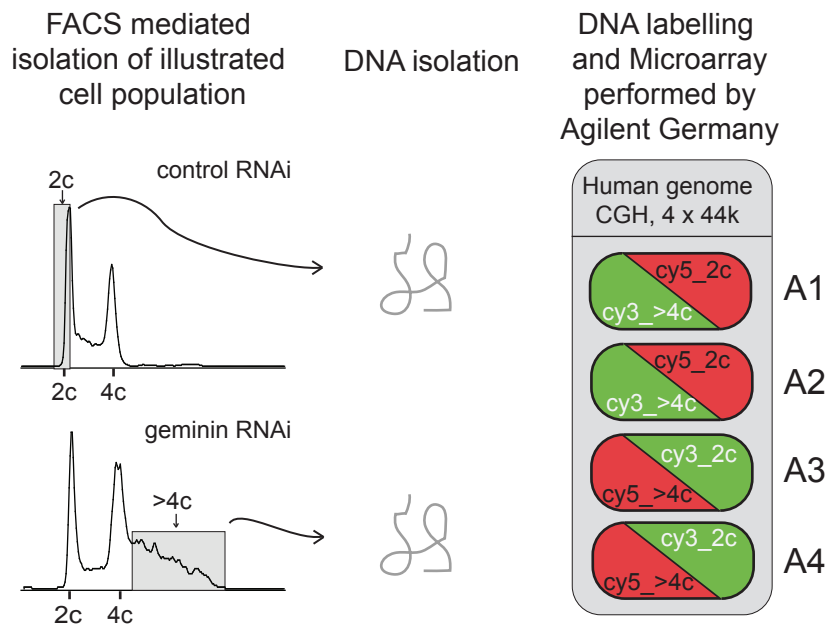 FACS mediated
isolation of illustrated
cell population
DNA isolation
DNA labelling
and Microarray
performed by
Agilent Germany
control RNAi
2c
2c
4c
geminin RNAi
>4c
2c
4c
Human genome
CGH, 4 x 44k
cy5_2c
cy3_>4c
A1
cy5_2c
cy3_>4c
A2
cy3_2c
cy5_>4c
A3
cy3_2c
cy5_>4c
A4